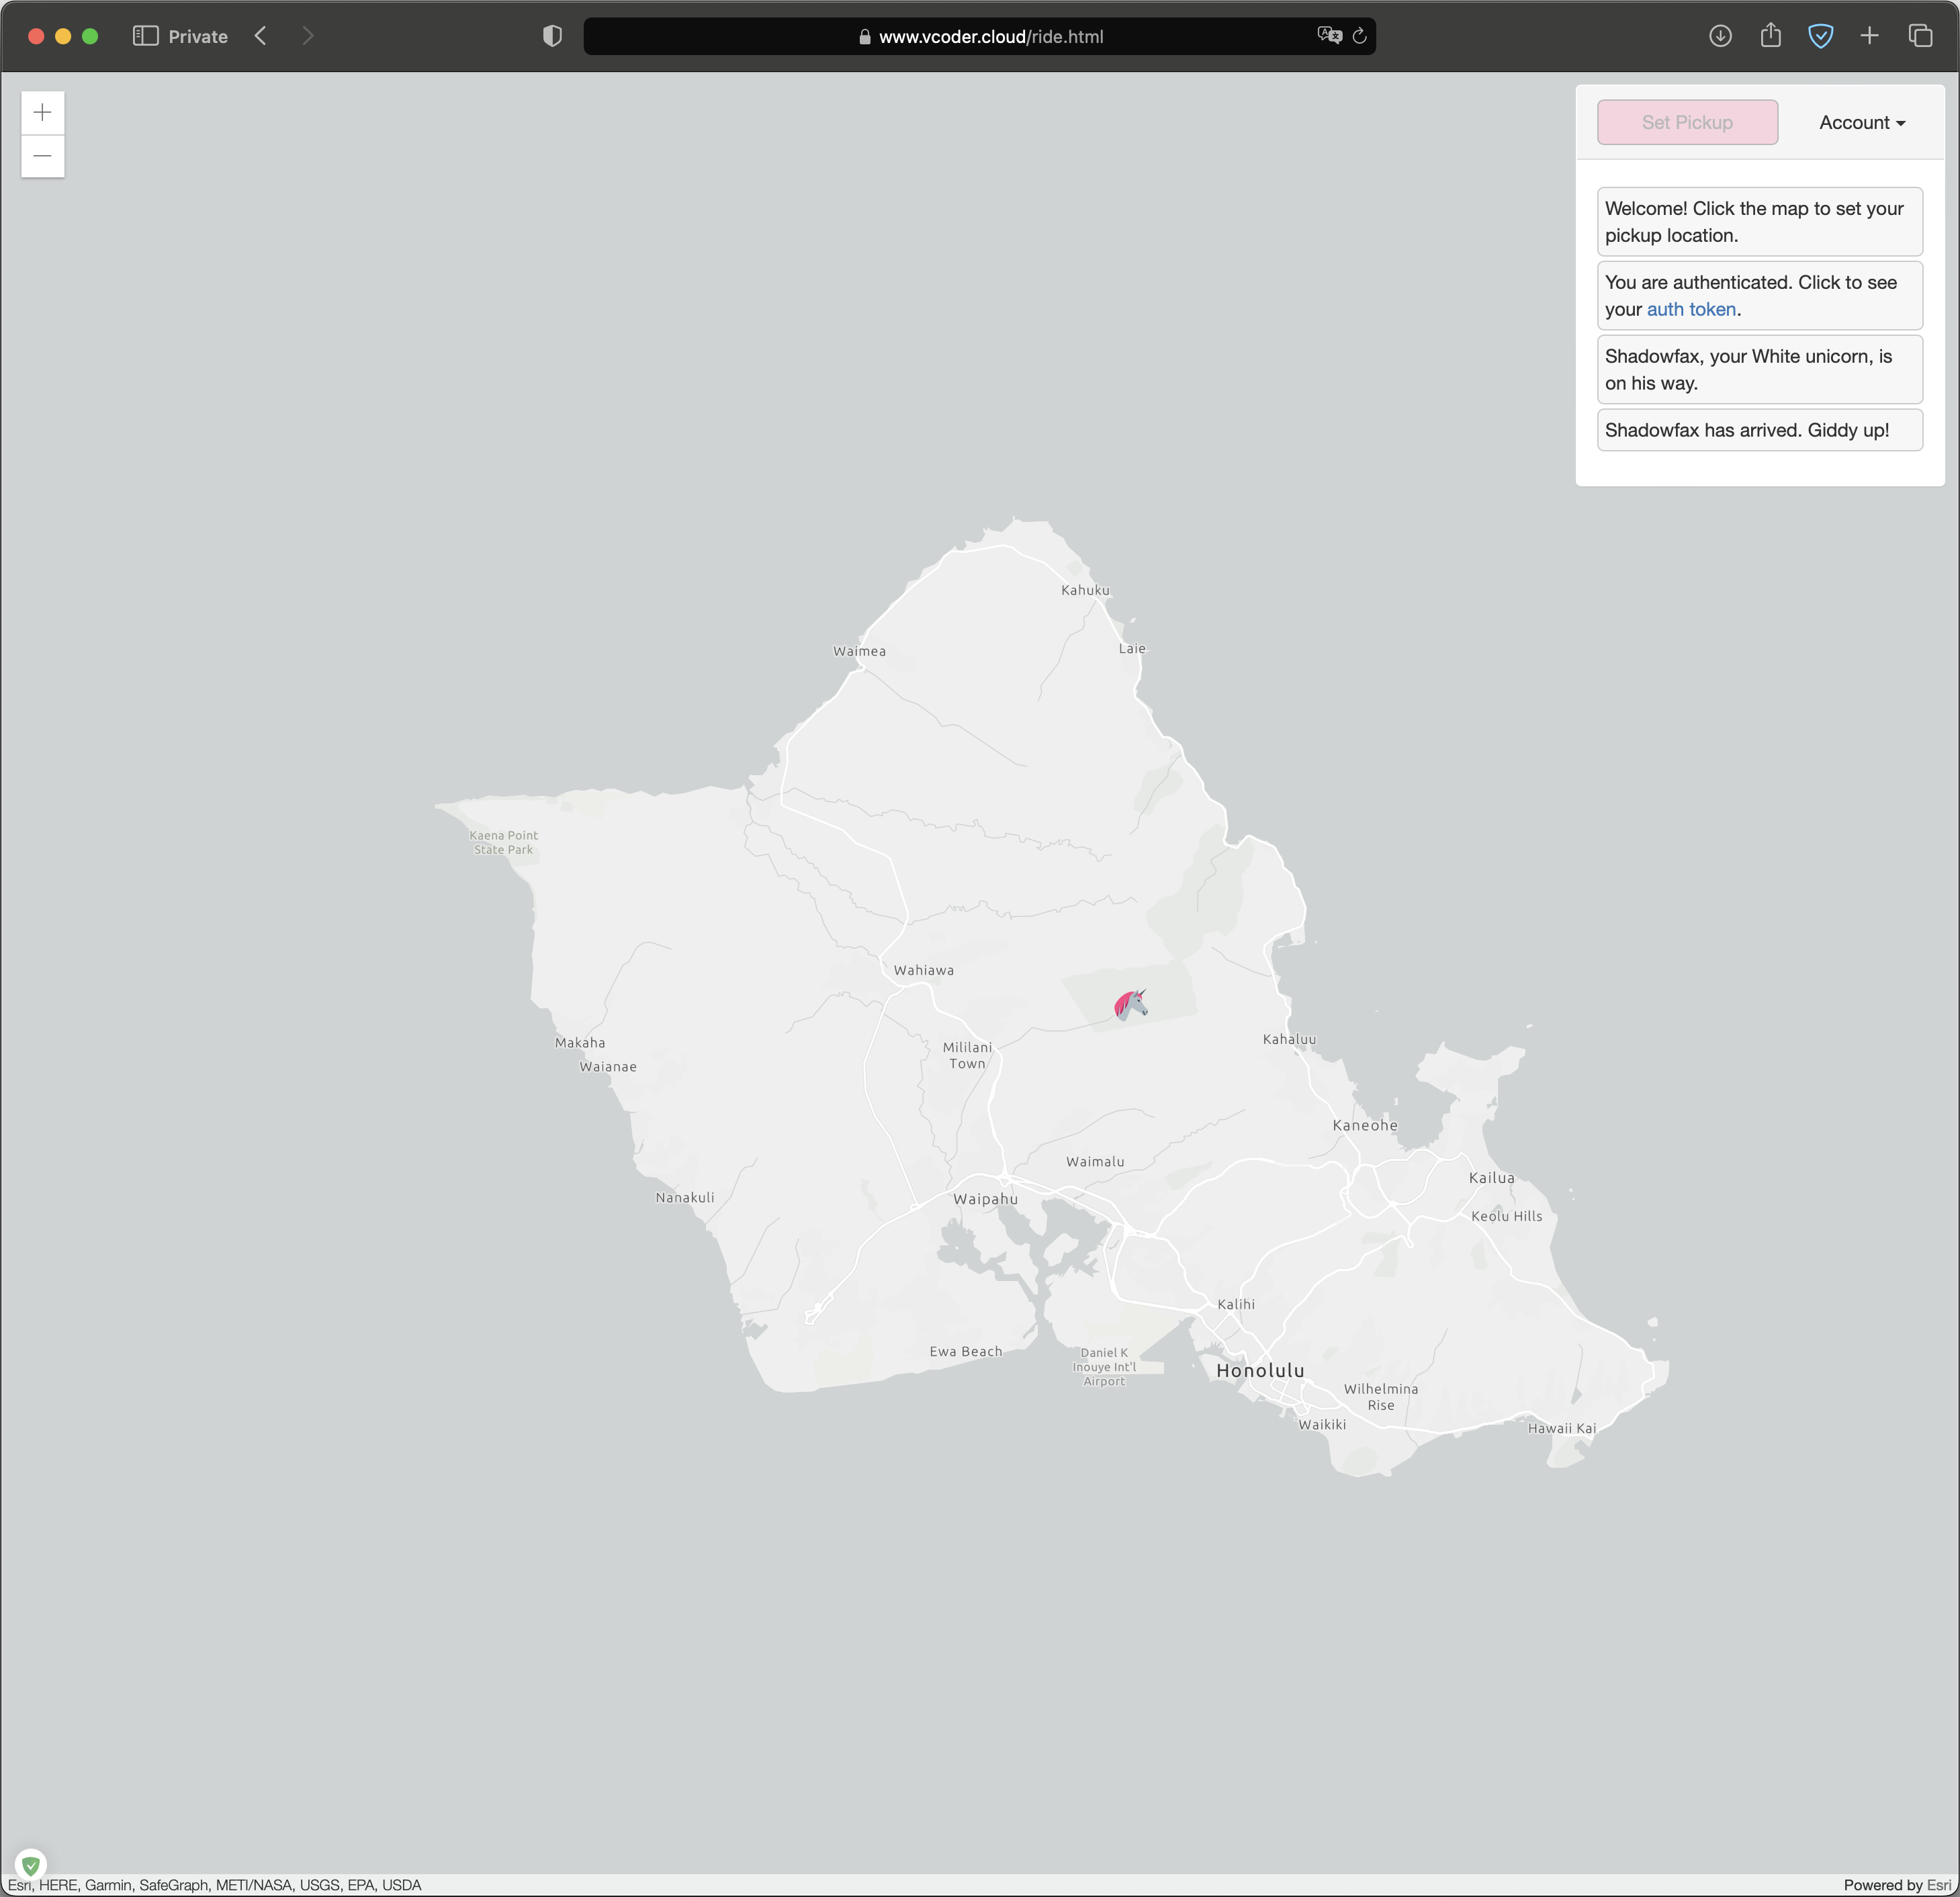 Private
www.vcoder.cloud/ride.html
Set Pickup
Account
Welcome! Click the map to set your
pickup location.
You are authenticated. Click to see
your auth token.
Shadowfax, your White unicorn, is
on his way.
Shadowfax has arrived. Giddy up!
Kahuku
Waimea
Laie
Kaena Point
State Park
Wahiawa
Makaha
Waianae
Mililani
Town
Kahaluu
Kaneohe
Waimalu
Kailua
Nanakuli
Waipahu
Keolu Hills
Kalihi
Ewa Beach
Daniel K
Inouye Int'l
Airport
Honolulu
Wilhelmina
Rise
Waikiki
Hawaii Kai
Esri, HERE, Garmin, SafeGraph, METI/NASA, USGS, EPA, USDA
Powered by Esri